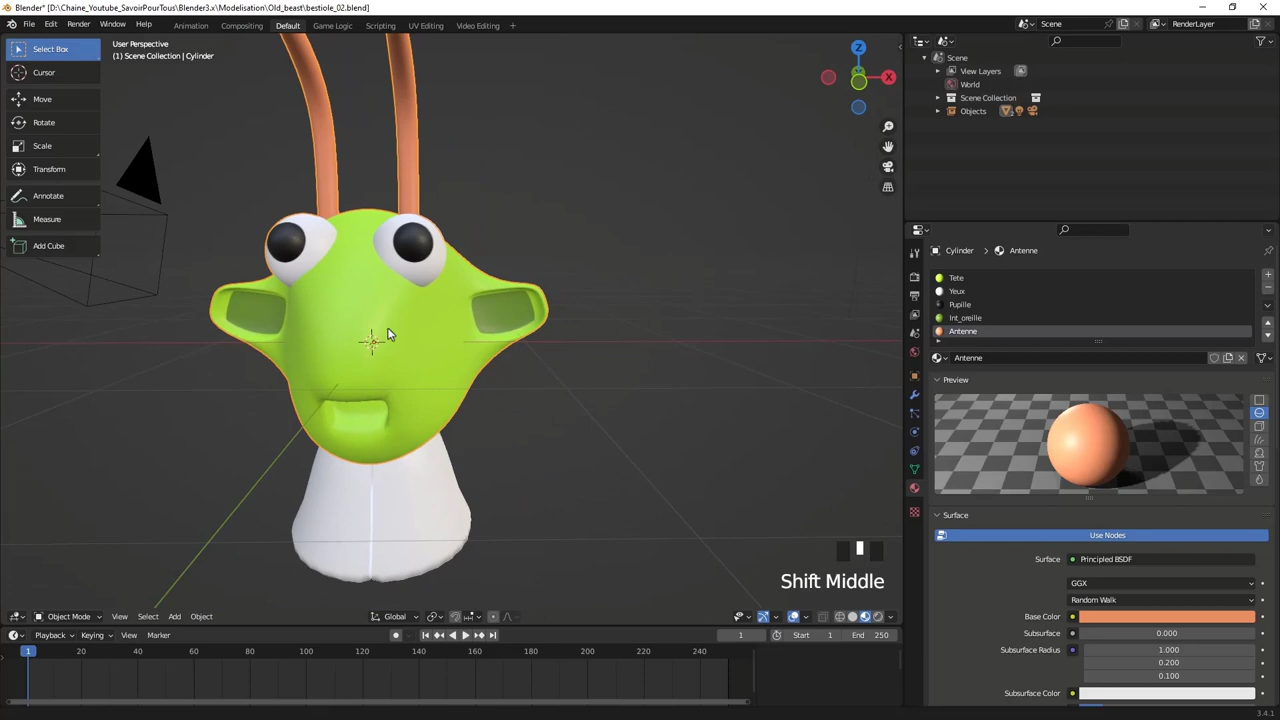 Blender* [D:\Chaine_Youtube_SavoirPourTous\Blender3.x\Modelisation\Old_beast\bestiole_02.blend]
File Edit Render Window Help Animation Compositing Default Game Logic Scripting UV Editing Video Editing + Scene RenderLayer
Select Box
Cursor
Move
Rotate
Scale
Transform
Annotate
Measure
Add Cube
User Perspective
(1) Scene Collection | Cylinder
Z
X
Shift Middle
Object Mode View Select Add Object Global
Playback Keying View Marker 1 Start 1 End 250
1 20 40 60 80 100 120 140 160 180 200 220 240
Scene
View Layers
World
Scene Collection
Objects
Cylinder > Antenne
Tete
Yeux
Pupille
Int_oreille
Antenne
Antenne
Preview
Surface
Use Nodes
Surface Principled BSDF
GGX
Random Walk
Base Color
Subsurface 0.000
Subsurface Radius 1.000
0.200
0.100
Subsurface Color
3.4.1